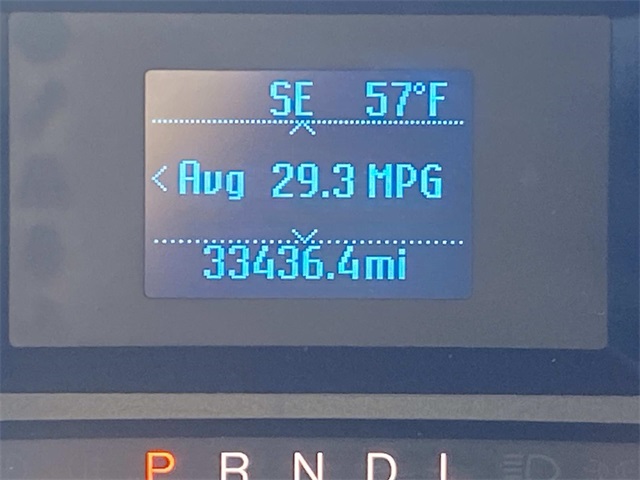 SE 57°F
< Avg 29.3 MPG
33436.4mi
P R N D L